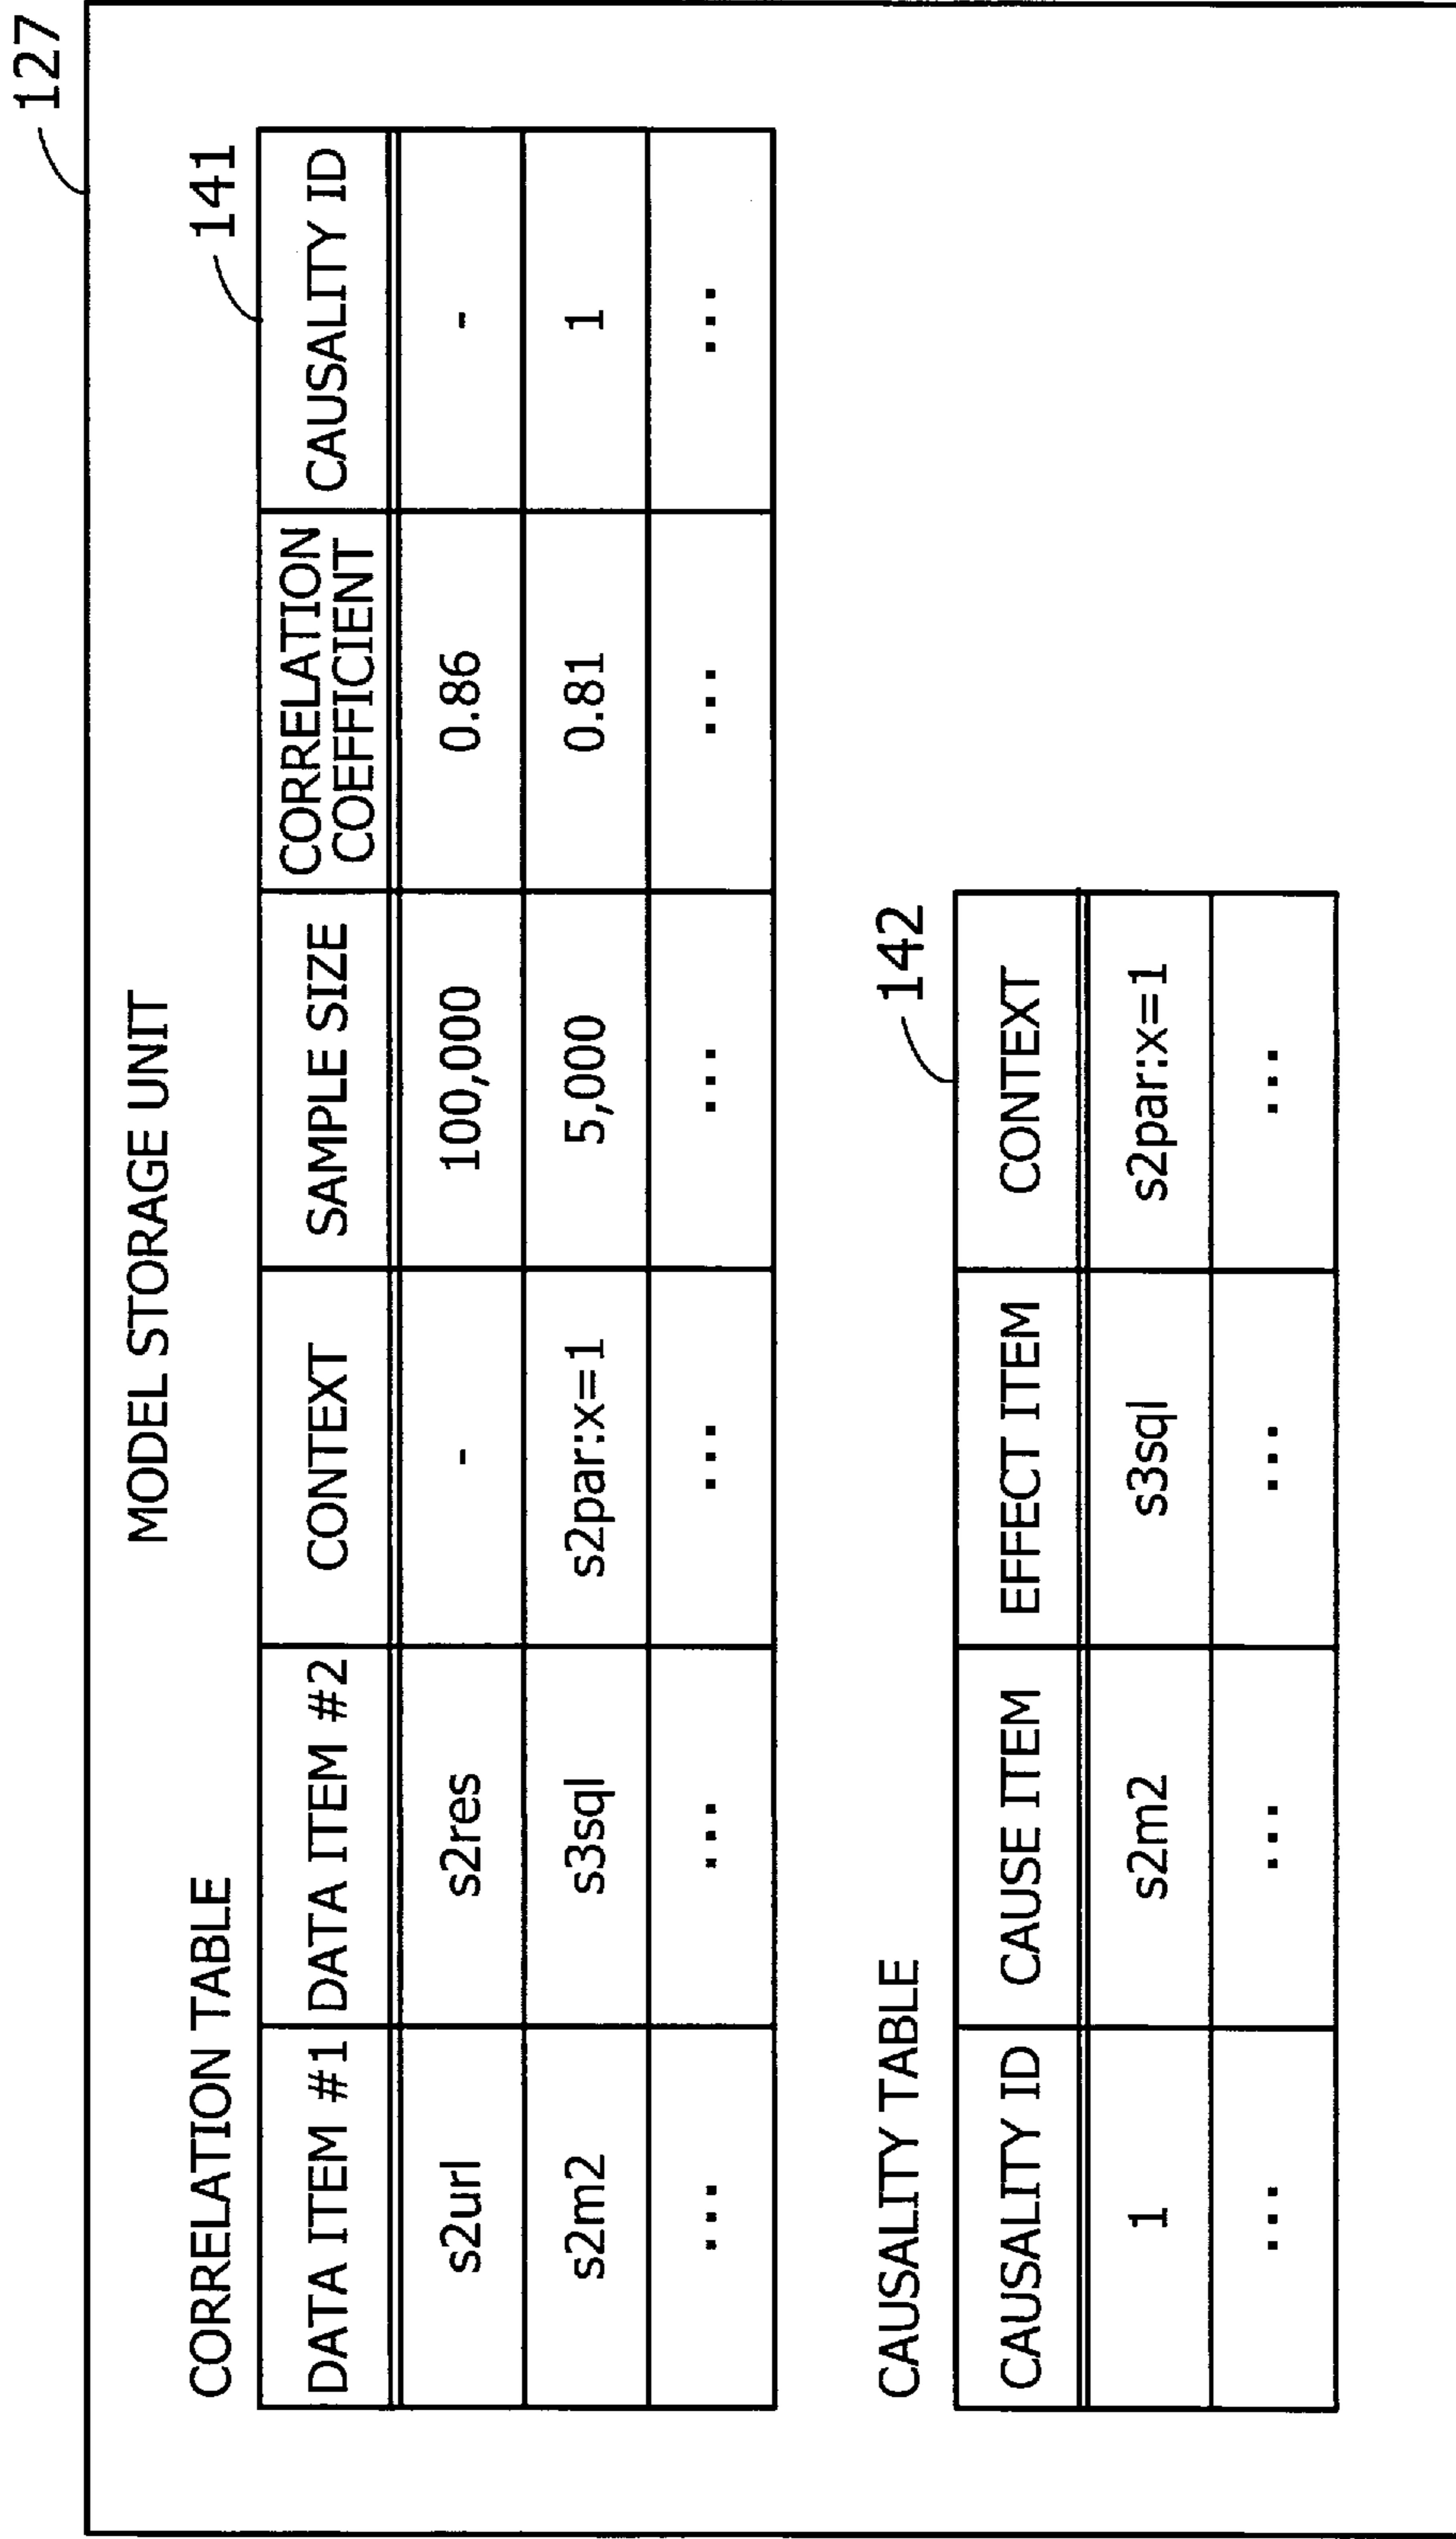 127
MODEL STORAGE UNIT
CORRELATION TABLE
141
DATA ITEM #1 DATA ITEM #2 CONTEXT SAMPLE SIZE CORRELATION COEFFICIENT CAUSALITY ID
s2url s2res - 100,000 0.86 -
s2m2 s3sql s2par:x=1 5,000 0.81 1
... ... ... ... ... ...
CAUSALITY TABLE
142
CAUSALITY ID CAUSE ITEM EFFECT ITEM CONTEXT
1 s2m2 s3sql s2par:x=1
... ... ... ...